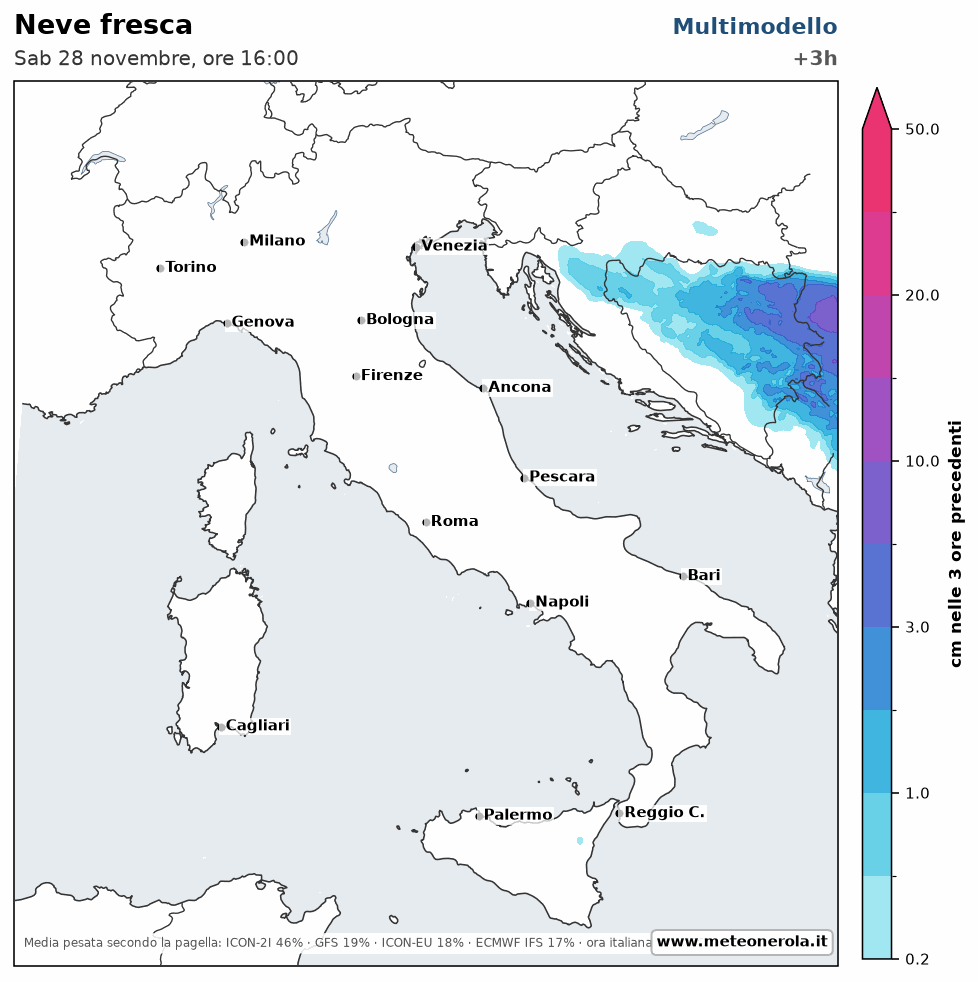 Neve fresca
Multimodello
Sab 28 novembre, ore 16:00
+3h
Milano
Venezia
Torino
Genova
Bologna
Firenze
Ancona
Pescara
Roma
Bari
Napoli
Cagliari
Palermo
Reggio C.
50.0
20.0
10.0
3.0
1.0
0.2
cm nelle 3 ore precedenti
Media pesata secondo la pagella: ICON-2I 46% · GFS 19% · ICON-EU 18% · ECMWF IFS 17% · ora italiana
www.meteonerola.it